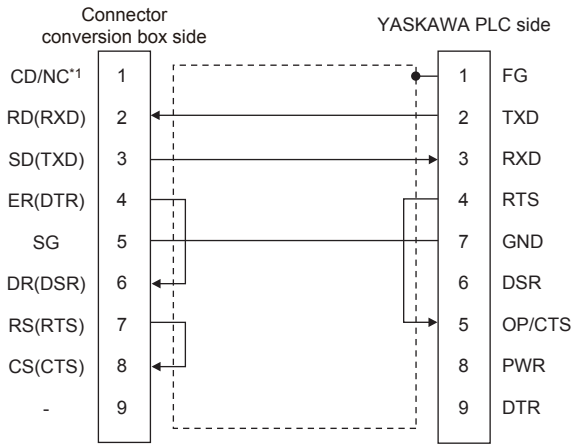 Connector
conversion box side
YASKAWA PLC side
CD/NC*1 1 1 FG
RD(RXD) 2 2 TXD
SD(TXD) 3 3 RXD
ER(DTR) 4 4 RTS
SG 5 7 GND
DR(DSR) 6 6 DSR
RS(RTS) 7 5 OP/CTS
CS(CTS) 8 8 PWR
- 9 9 DTR